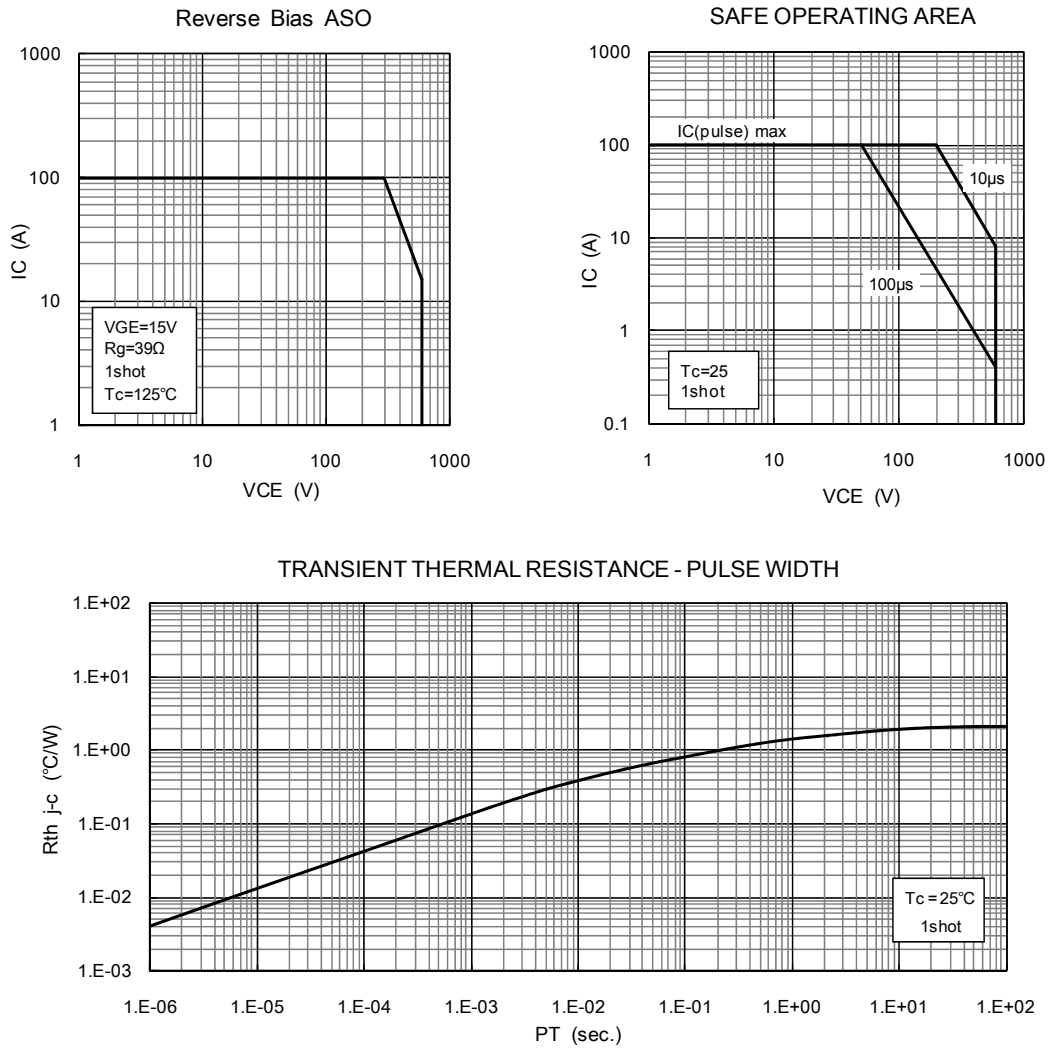 Reverse Bias ASO
1000
100
10
1
IC (A)
VGE=15V
Rg=39Ω
1shot
Tc=125℃
1 10 100 1000
VCE (V)
SAFE OPERATING AREA
1000
100
10
1
0.1
IC (A)
IC(pulse) max
10µs
100µs
Tc=25
1shot
1 10 100 1000
VCE (V)
TRANSIENT THERMAL RESISTANCE - PULSE WIDTH
1.E+02
1.E+01
1.E+00
1.E-01
1.E-02
1.E-03
Rth j-c (℃/W)
Tc =25℃
1shot
1.E-06 1.E-05 1.E-04 1.E-03 1.E-02 1.E-01 1.E+00 1.E+01 1.E+02
PT (sec.)